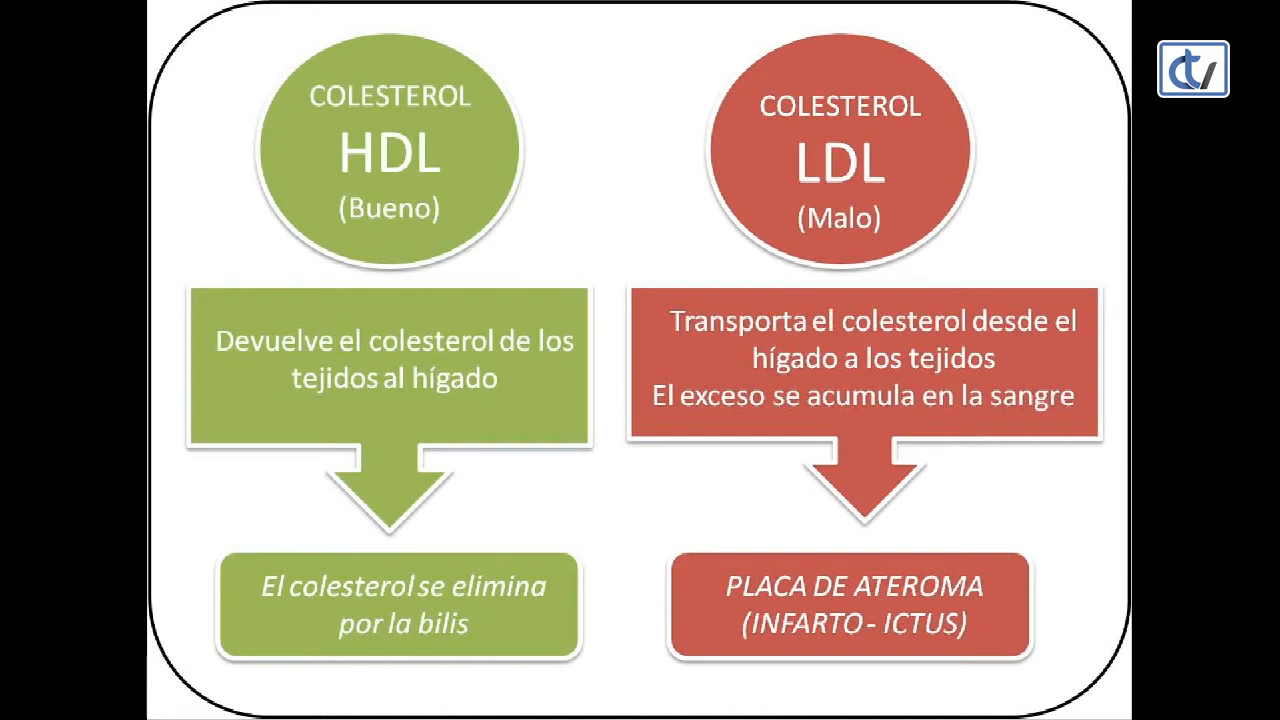 COLESTEROL
HDL
(Bueno)
Devuelve el colesterol de los
tejidos al hígado
El colesterol se elimina
por la bilis
COLESTEROL
LDL
(Malo)
Transporta el colesterol desde el
hígado a los tejidos
El exceso se acumula en la sangre
PLACA DE ATEROMA
(INFARTO - ICTUS)
ctv